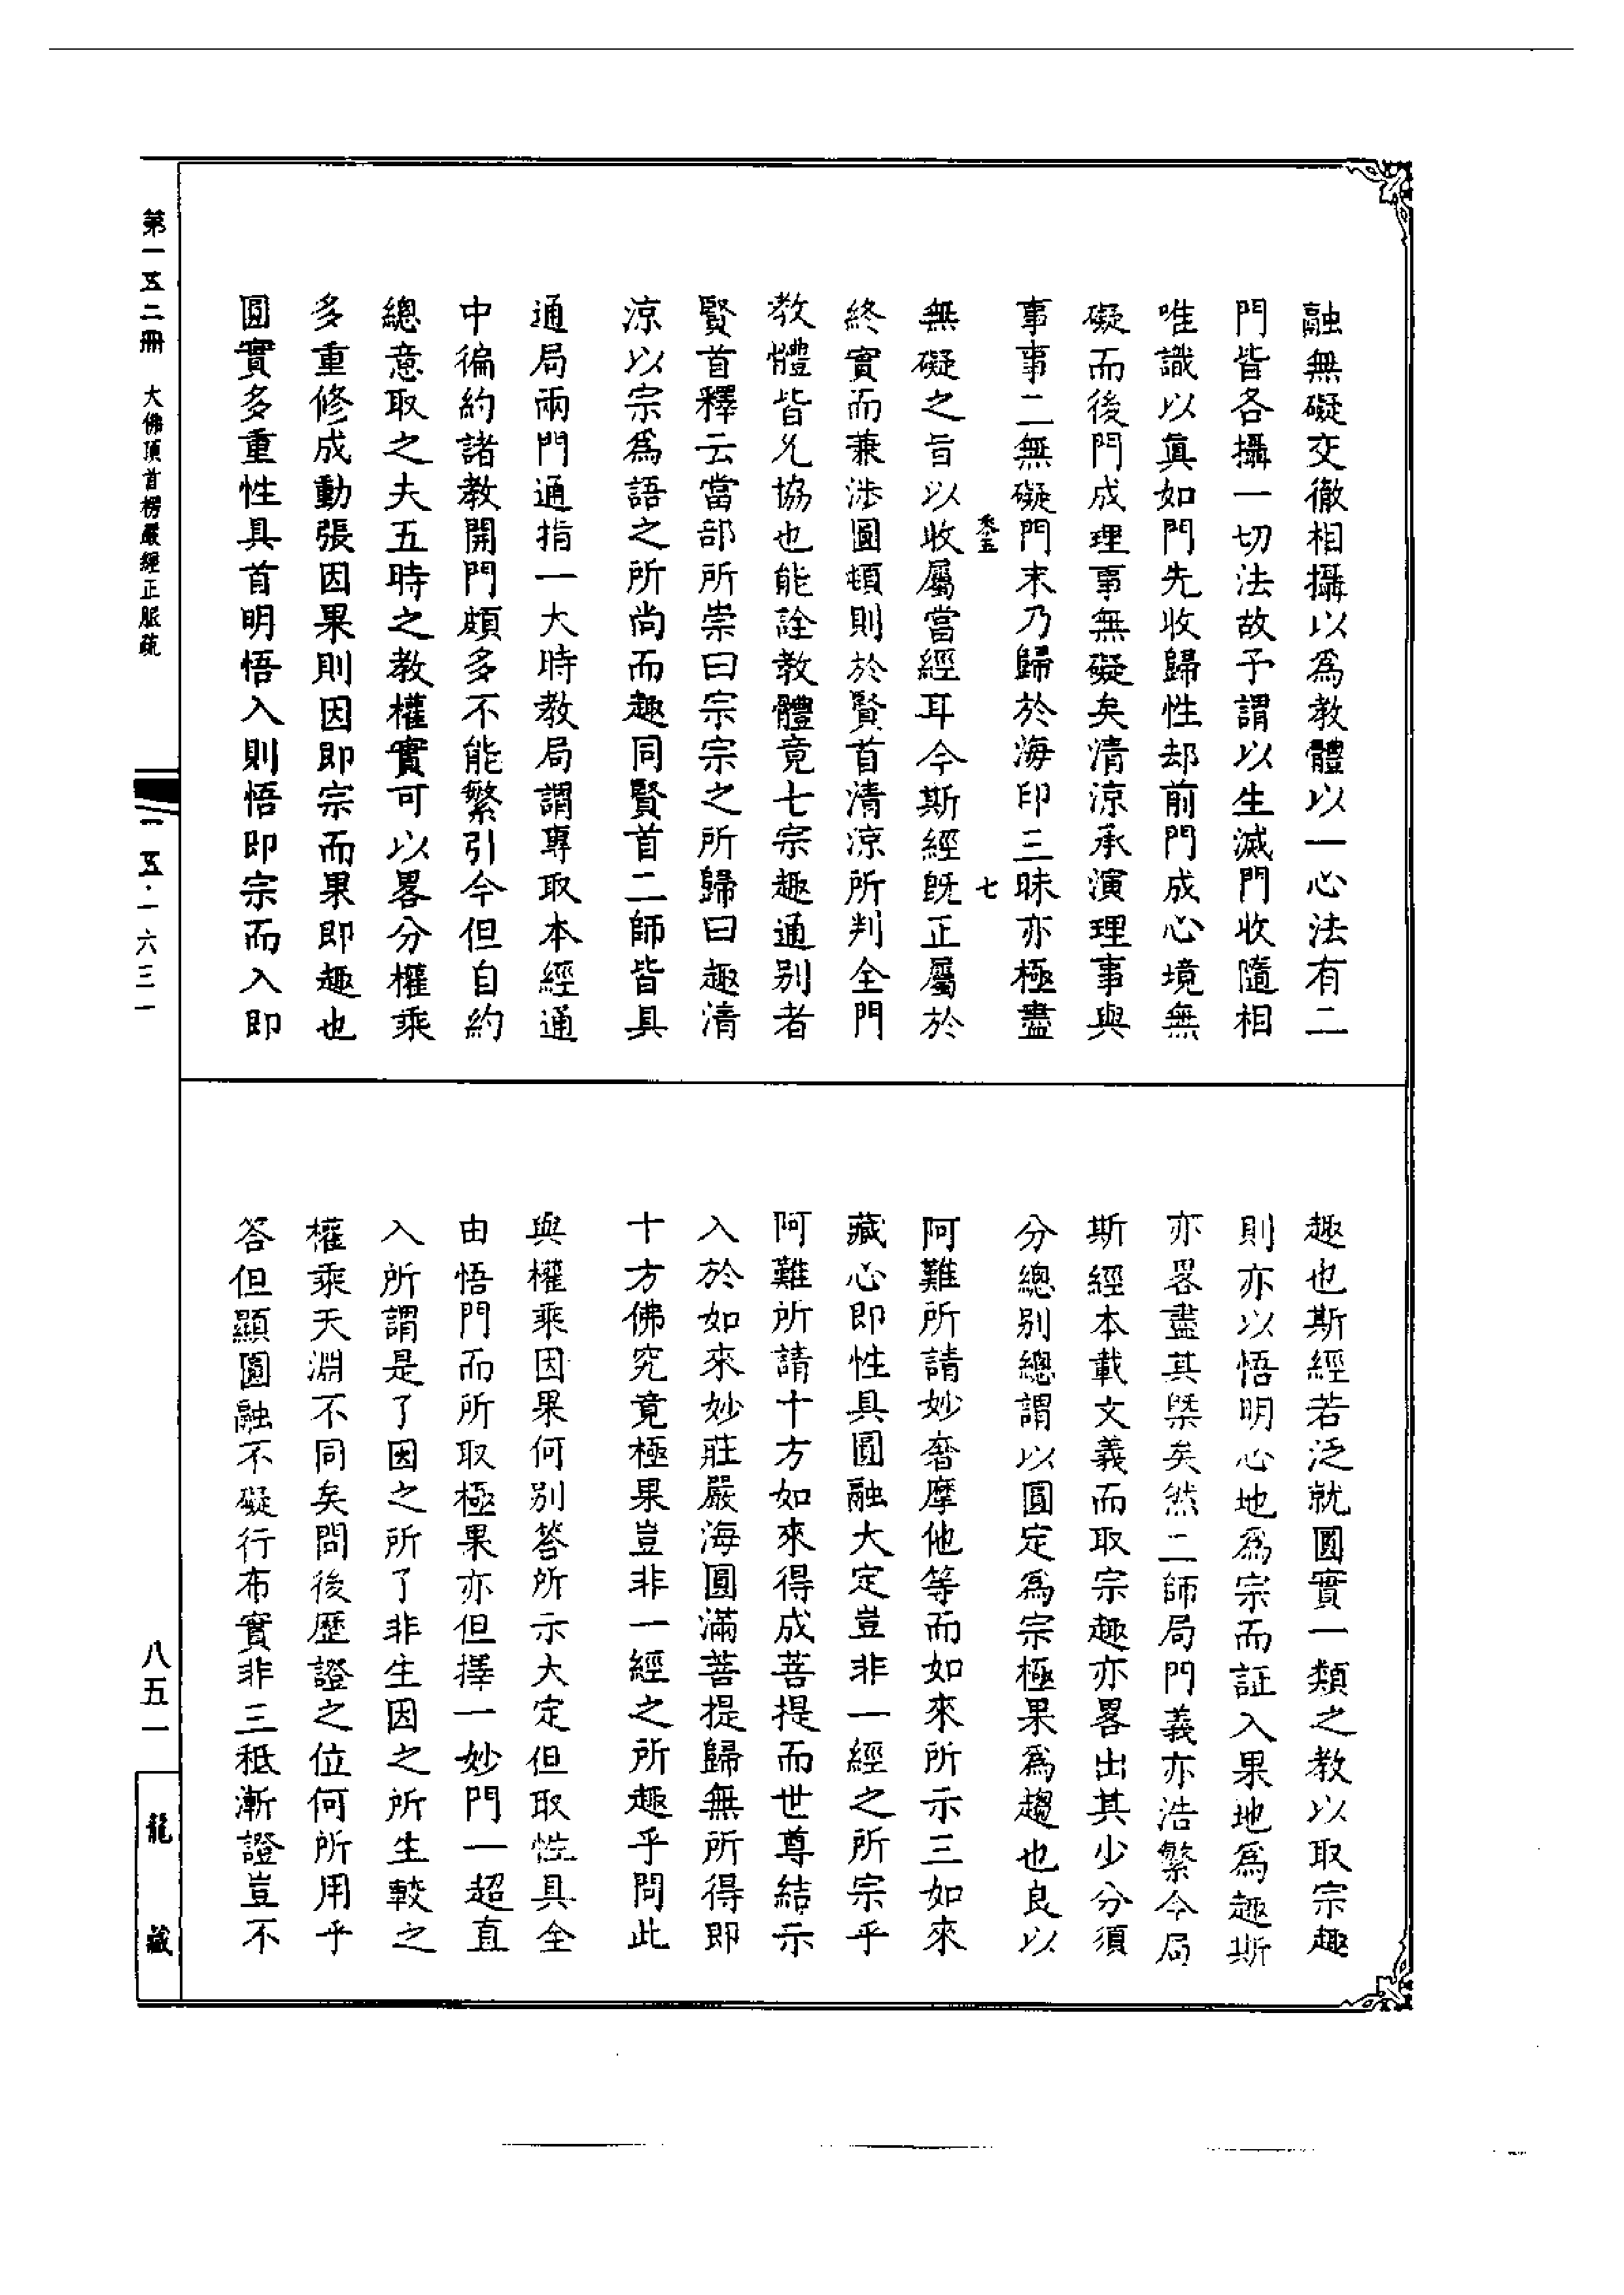 融無礙交徹相攝以為教體以一心法有二
門皆各攝一切法故予謂以生滅門收隨相
唯識以真如門先收歸性却前門成心境無
礙而後門成理事無礙矣清涼承演理事與
事事二無礙門末乃歸於海印三昧亦極盡
七
無礙之旨以收屬當經耳今斯經既正屬於
終實而兼涉圓頓則於賢首清涼所判全門
教體皆允協也能詮教體竟七宗趣通別者
賢首釋云當部所崇曰宗宗之所歸曰趣清
涼以宗為語之所尚而趣同賢首二師皆具
通局兩門通指一大時教局謂專取本經通
中徧約諸教開門頗多不能繁引今但自約
總意取之夫五時之教權實可以畧分權乘
多重修成動張因果則因即宗而果即趣也
圓實多重性具首明悟入則悟即宗而入即
趣也斯經若泛就圓實一類之教以取宗趣
則亦以悟明心地為宗而証入果地為趣斯
亦畧盡其槩矣然二師局門義亦浩繁今局
斯經本載文義而取宗趣亦畧出其少分須
分總別總謂以圓定為宗極果為趨也良以
阿難所請妙奢摩他等而如來所示三如來
藏心即性具圓融大定豈非一經之所宗乎
阿難所請十方如來得成菩提而世尊結示
入於如來妙莊嚴海圓滿菩提歸無所得即
十方佛究竟極果豈非一經之所趣乎問此
與權乘因果何別答所示大定但取性具全
由悟門而所取極果亦但擇一妙門一超直
入所謂是了因之所了非生因之所生較之
權乘天淵不同矣問後歷證之位何所用乎
答但顯圓融不礙行布實非三秖漸證豈不
第一五二冊 大佛頂首楞嚴經正脈疏
一五·一六三一
八五一
龍藏